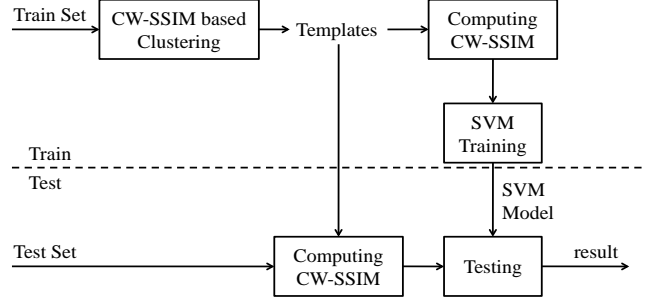 Train Set
CW-SSIM based
Clustering
Templates
Computing
CW-SSIM
SVM
Training
Train
Test
SVM
Model
Test Set
Computing
CW-SSIM
Testing
result